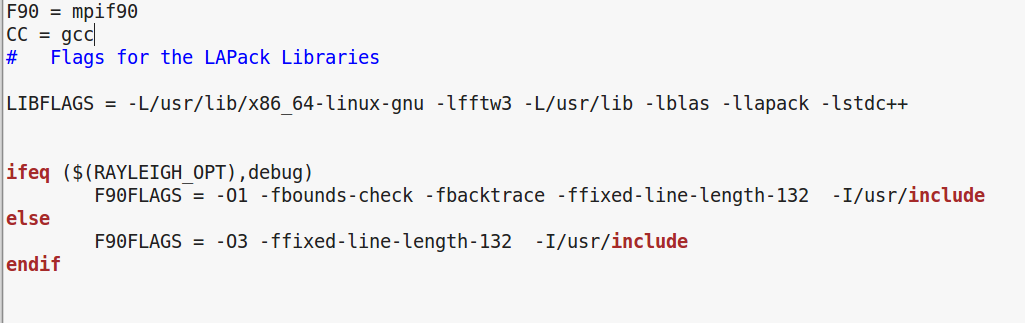 F90 = mpif90
CC = gcc
#   Flags for the LAPack Libraries
LIBFLAGS = -L/usr/lib/x86_64-linux-gnu -lfftw3 -L/usr/lib -lblas -llapack -lstdc++
ifeq ($(RAYLEIGH_OPT),debug)
        F90FLAGS = -O1 -fbounds-check -fbacktrace -ffixed-line-length-132  -I/usr/include
else
        F90FLAGS = -O3 -ffixed-line-length-132  -I/usr/include
endif